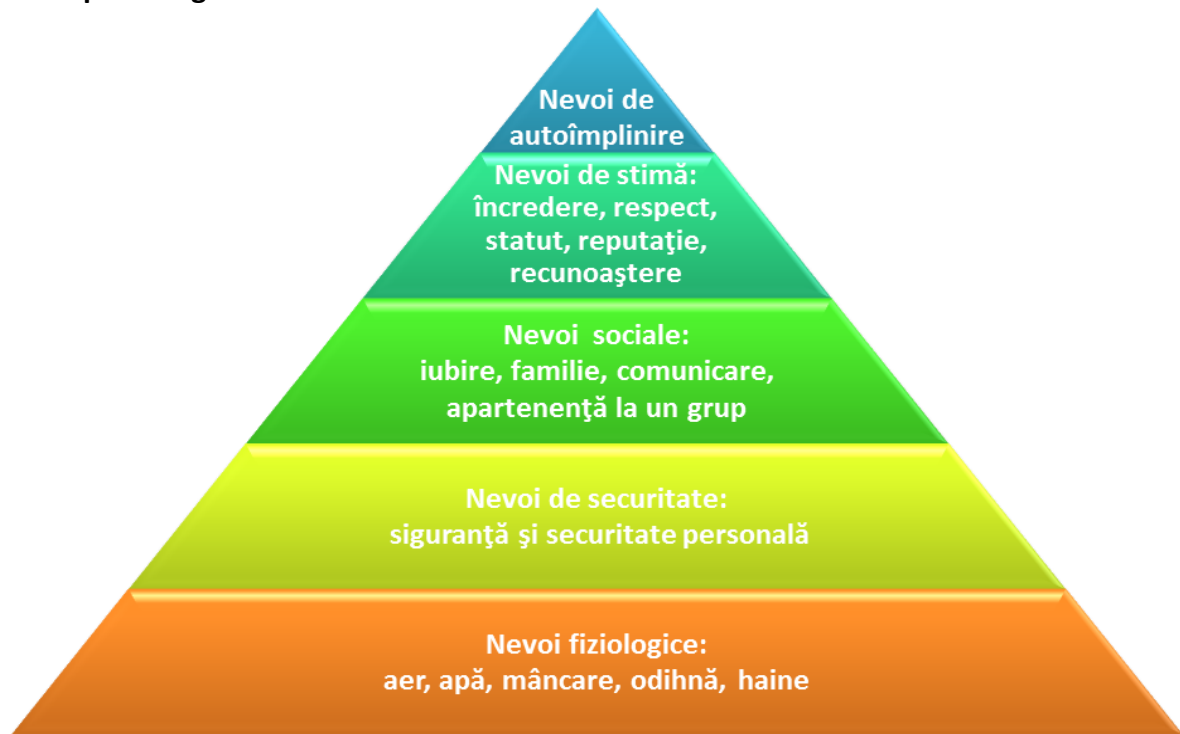 Nevoi de
autoîmplinire
Nevoi de stimă:
încredere, respect,
statut, reputaţie,
recunoaştere
Nevoi sociale:
iubire, familie, comunicare,
apartenenţă la un grup
Nevoi de securitate:
siguranţă şi securitate personală
Nevoi fiziologice:
aer, apă, mâncare, odihnă, haine